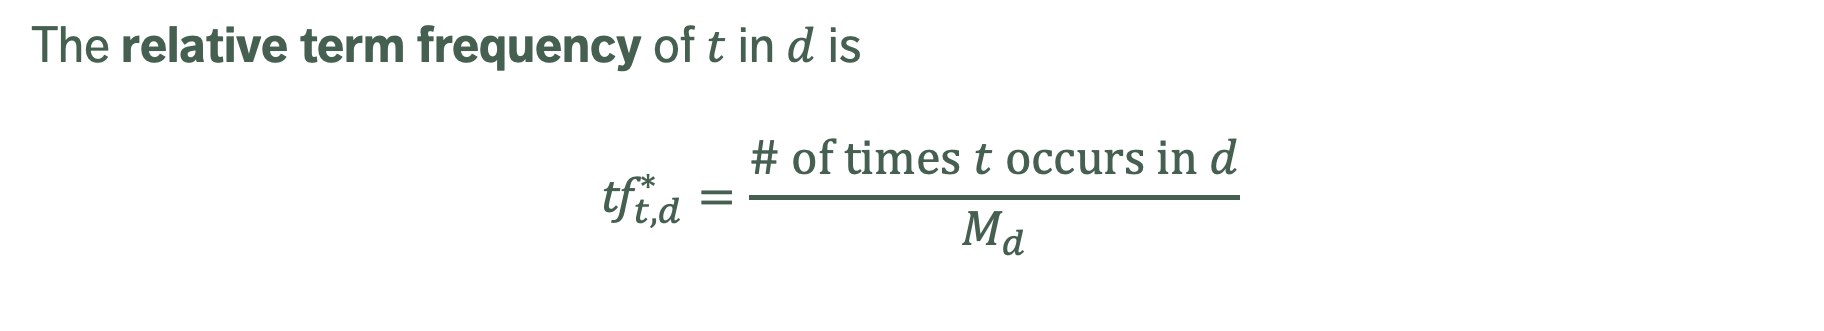 The relative term frequency of t in d is
tf*t,d = # of times t occurs in d / Md